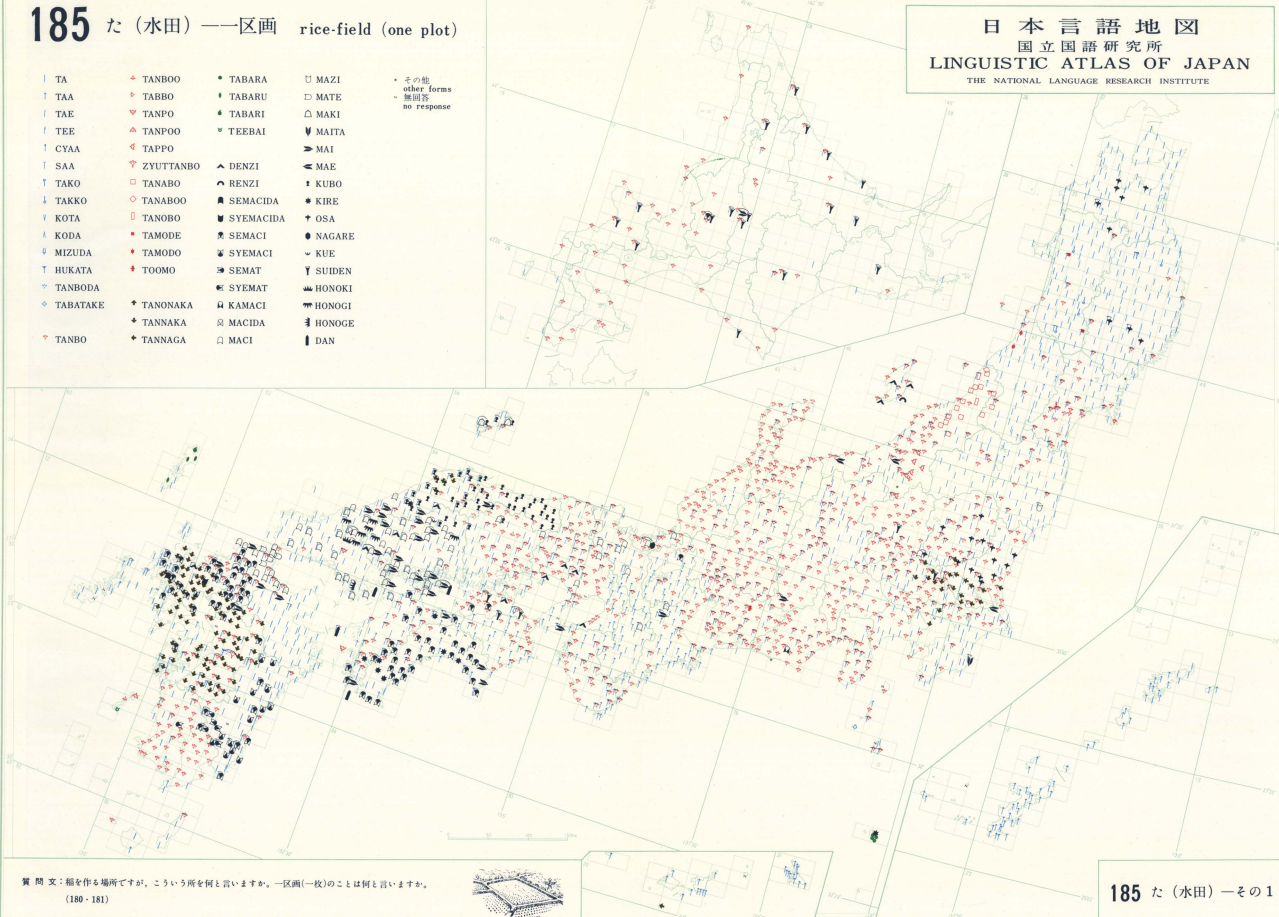 185 た（水田）——一区画 rice-field (one plot)
日本言語地図
国立国語研究所
LINGUISTIC ATLAS OF JAPAN
THE NATIONAL LANGUAGE RESEARCH INSTITUTE
TA
TAA
TAE
TEE
CYAA
SAA
TAKO
TAKKO
KOTA
KODA
MIZUDA
HUKATA
TANBODA
TABATAKE
TANBO
TANBOO
TABBO
TANPO
TANPOO
TAPPO
ZYUTTANBO
TANABO
TANABOO
TANOBO
TAMODE
TAMODO
TOOMO
TANONAKA
TANNAKA
TANNAGA
TABARA
TABARU
TABARI
TEEBAI
DENZI
RENZI
SEMACIDA
SYEMACIDA
SEMACI
SYEMACI
SEMAT
SYEMAT
KAMACI
MACIDA
MACI
MAZI
MATE
MAKI
MAITA
MAI
MAE
KUBO
KIRE
OSA
NAGARE
KUE
SUIDEN
HONOKI
HONOGI
HONOGE
DAN
その他
other forms
無回答
no response
質問文：稲を作る場所ですが，こういう所を何と言いますか。一区画(一枚)のことは何と言いますか。
(180・181)
185 た（水田）—その1